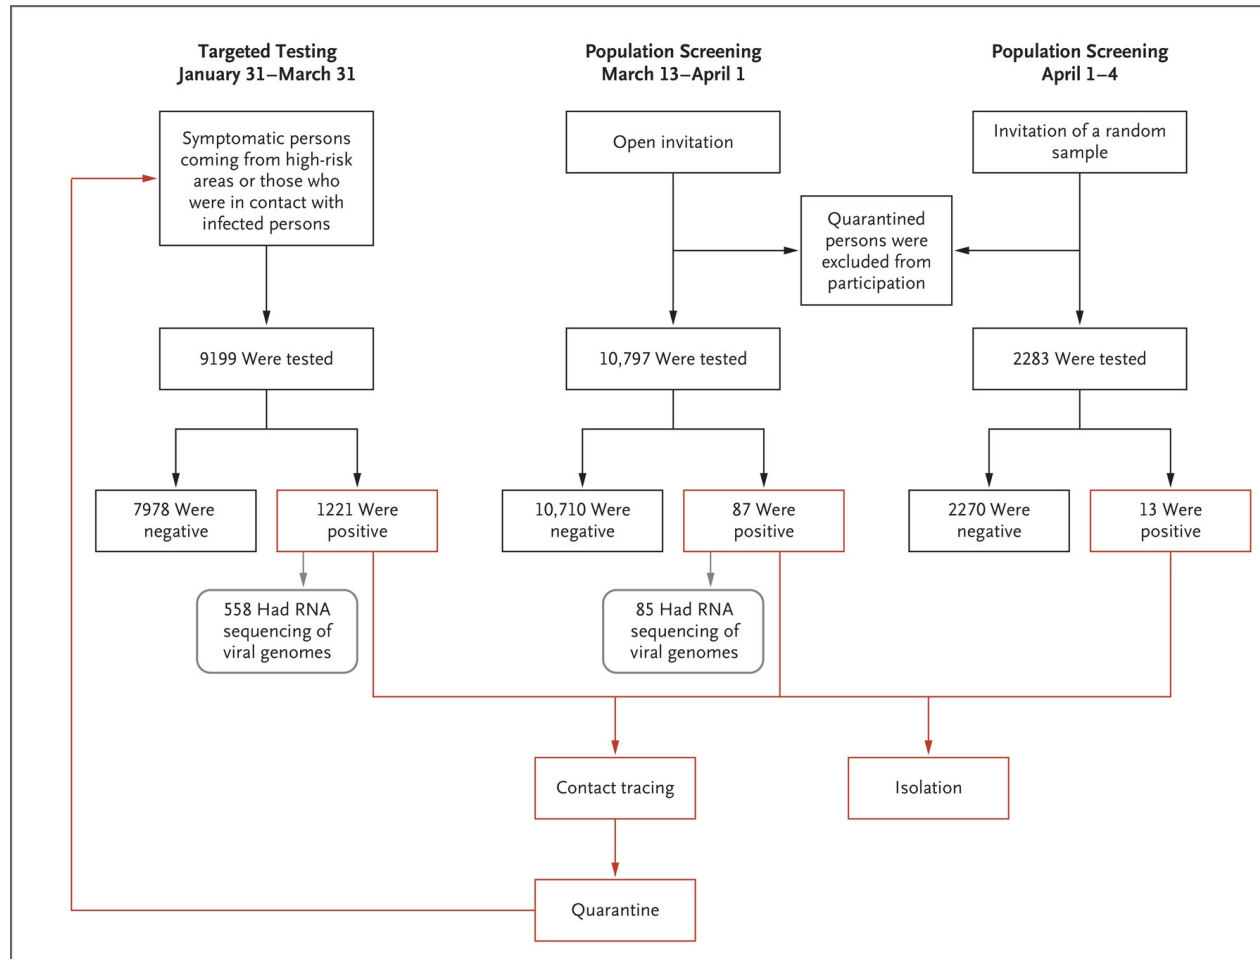 Targeted Testing
January 31–March 31
Population Screening
March 13–April 1
Population Screening
April 1–4
Symptomatic persons
coming from high-risk
areas or those who
were in contact with
infected persons
Open invitation
Invitation of a random
sample
Quarantined
persons were
excluded from
participation
9199 Were tested
10,797 Were tested
2283 Were tested
7978 Were
negative
1221 Were
positive
10,710 Were
negative
87 Were
positive
2270 Were
negative
13 Were
positive
558 Had RNA
sequencing of
viral genomes
85 Had RNA
sequencing of
viral genomes
Contact tracing
Isolation
Quarantine